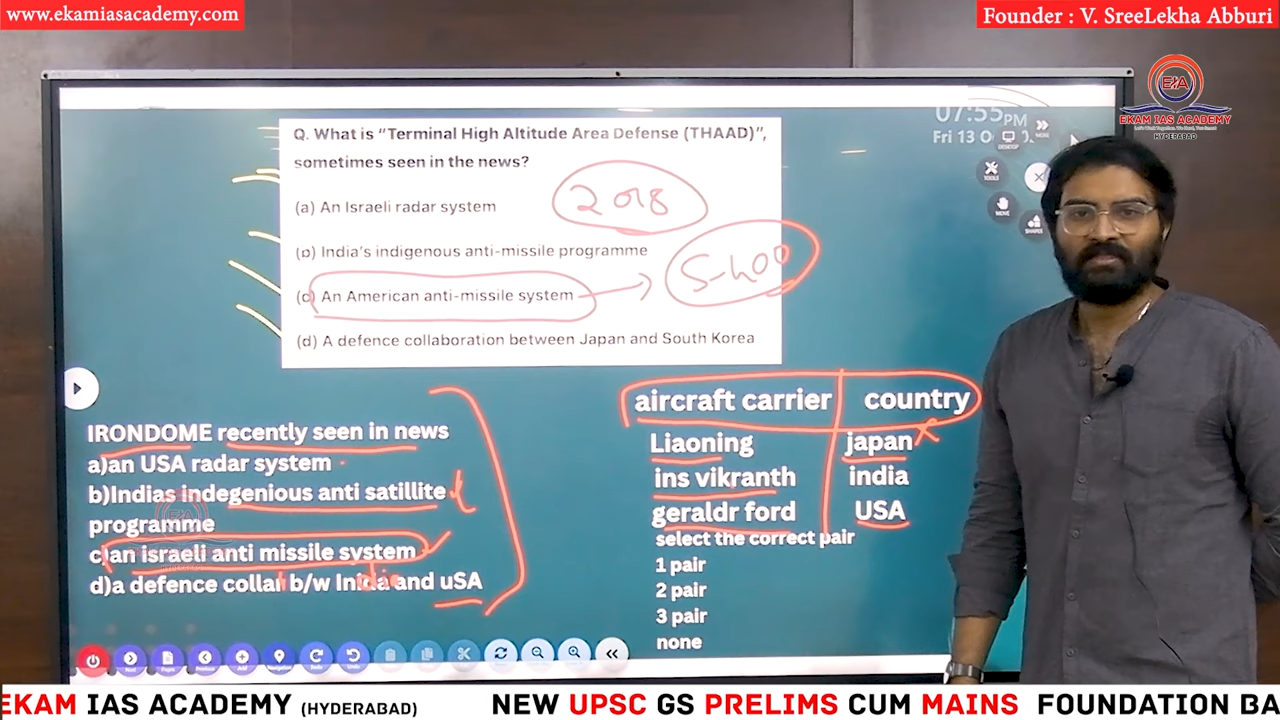 www.ekamiasacademy.com
Founder : V. SreeLekha Abburi
EKAM IAS ACADEMY
HYDERABAD
07:55PM
Fri 13 O
Q. What is “Terminal High Altitude Area Defense (THAAD)”,
sometimes seen in the news?
(a) An Israeli radar system
2018
(b) India's indigenous anti-missile programme
S-400
(c) An American anti-missile system
(d) A defence collaboration between Japan and South Korea
IRONDOME recently seen in news
a)an USA radar system
b)Indias indegenious anti satillite
programme
c)an israeli anti missile system
d)a defence collab b/w Inidia and uSA
aircraft carrier country
Liaoning japan
ins vikranth india
geraldr ford USA
select the correct pair
1 pair
2 pair
3 pair
none
EKAM IAS ACADEMY (HYDERABAD) NEW UPSC GS PRELIMS CUM MAINS FOUNDATION BA